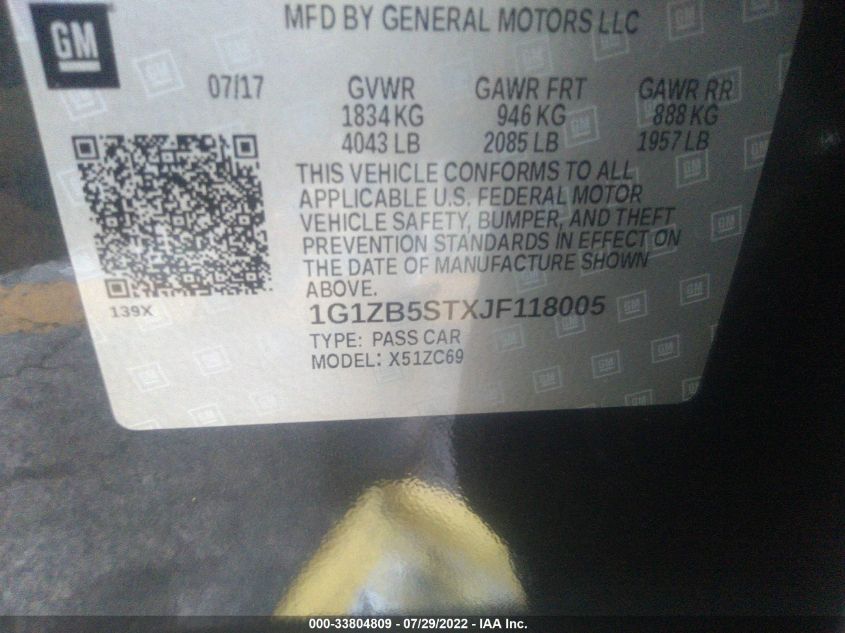 GM
MFD BY GENERAL MOTORS LLC
07/17 GVWR GAWR FRT GAWR RR
1834 KG 946 KG 888 KG
4043 LB 2085 LB 1957 LB
THIS VEHICLE CONFORMS TO ALL
APPLICABLE U.S. FEDERAL MOTOR
VEHICLE SAFETY, BUMPER, AND THEFT
PREVENTION STANDARDS IN EFFECT ON
THE DATE OF MANUFACTURE SHOWN
ABOVE.
139X
1G1ZB5STXJF118005
TYPE: PASS CAR
MODEL: X51ZC69
000-33804809 - 07/29/2022 - IAA Inc.